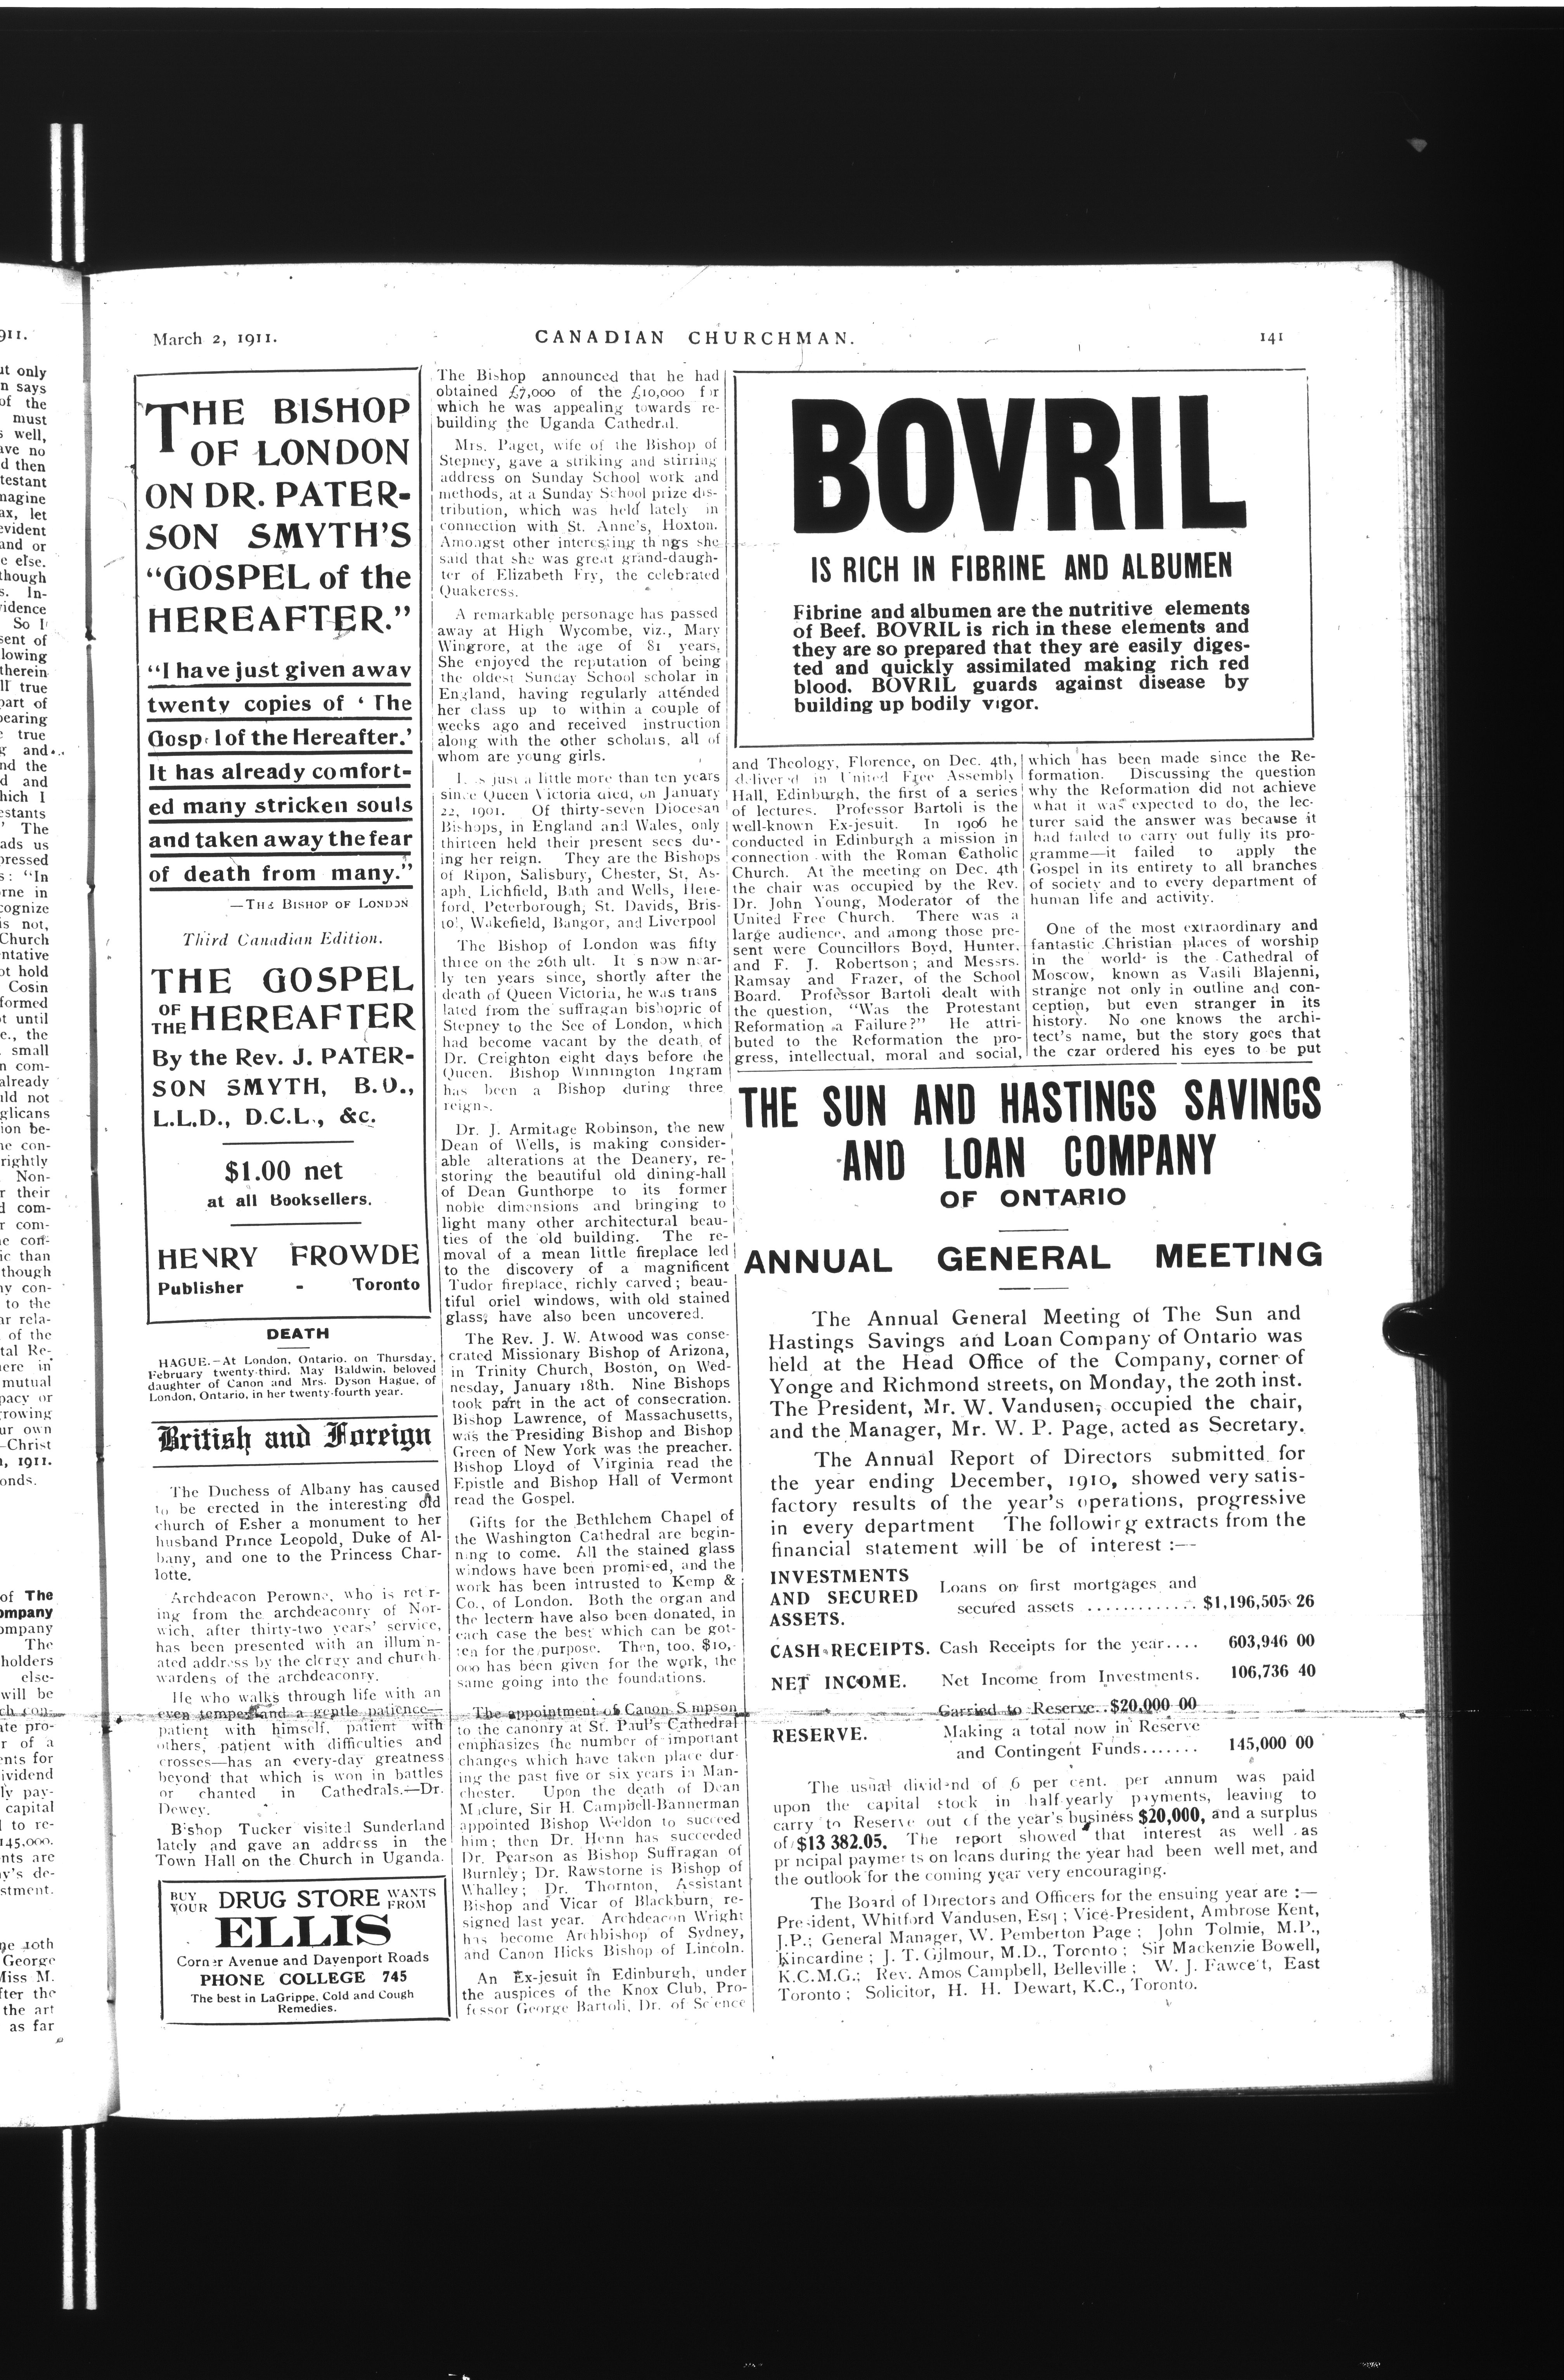 March 2, 1911.
CANADIAN CHURCHMAN.
141
THE BISHOP
OF LONDON
ON DR. PATER-
SON SMYTH'S
"GOSPEL of the
HEREAFTER."
"I have just given away
twenty copies of ' The
Gospel of the Hereafter.'
It has already comfort-
ed many stricken souls
and taken away the fear
of death from many."
—THE BISHOP OF LONDON
Third Canadian Edition.
THE GOSPEL
OF THE HEREAFTER
By the Rev. J. PATER-
SON SMYTH, B.D.,
L.L.D., D.C.L., &c.
$1.00 net
at all Booksellers.
HENRY FROWDE
Publisher - Toronto
DEATH
HAGUE.—At London, Ontario, on Thursday,
February twenty-third, May Baldwin, beloved
daughter of Canon and Mrs. Dyson Hague, of
London, Ontario, in her twenty-fourth year.
British and Foreign
The Duchess of Albany has caused
to be erected in the interesting old
church of Esher a monument to her
husband Prince Leopold, Duke of Al-
bany, and one to the Princess Char-
lotte.
Archdeacon Perowne, who is retir-
ing from the archdeaconry of Nor-
wich, after thirty-two years' service,
has been presented with an illumin-
ated address by the clergy and church-
wardens of the archdeaconry.
He who walks through life with an
even temper and a gentle patience—
patient with himself, patient with
others, patient with difficulties and
crosses—has an every-day greatness
beyond that which is won in battles
or chanted in Cathedrals.—Dr.
Dewey.
Bishop Tucker visited Sunderland
lately and gave an address in the
Town Hall on the Church in Uganda.
BUY YOUR DRUG STORE WANTS FROM
ELLIS
Corner Avenue and Davenport Roads
PHONE COLLEGE 745
The best in LaGrippe, Cold and Cough
Remedies.
The Bishop announced that he had
obtained £7,000 of the £10,000 for
which he was appealing towards re-
building the Uganda Cathedral.
Mrs. Paget, wife of the Bishop of
Stepney, gave a striking and stirring
address on Sunday School work and
methods, at a Sunday School prize dis-
tribution, which was held lately in
connection with St. Anne's, Hoxton.
Amongst other interesting things she
said that she was great grand-daugh-
ter of Elizabeth Fry, the celebrated
Quakeress.
A remarkable personage has passed
away at High Wycombe, viz., Mary
Wingrore, at the age of 81 years.
She enjoyed the reputation of being
the oldest Sunday School scholar in
England, having regularly attended
her class up to within a couple of
weeks ago and received instruction
along with the other scholars, all of
whom are young girls.
It is just a little more than ten years
since Queen Victoria died, on January
22, 1901. Of thirty-seven Diocesan
Bishops, in England and Wales, only
thirteen held their present sees dur-
ing her reign. They are the Bishops
of Ripon, Salisbury, Chester, St. As-
aph, Lichfield, Bath and Wells, Here-
ford, Peterborough, St. Davids, Bris-
tol, Wakefield, Bangor, and Liverpool
The Bishop of London was fifty
three on the 26th ult. It is now near-
ly ten years since, shortly after the
death of Queen Victoria, he was trans
lated from the suffragan bishopric of
Stepney to the See of London, which
had become vacant by the death of
Dr. Creighton eight days before the
Queen. Bishop Winnington Ingram
has been a Bishop during three
reigns.
Dr. J. Armitage Robinson, the new
Dean of Wells, is making consider-
able alterations at the Deanery, re-
storing the beautiful old dining-hall
of Dean Gunthorpe to its former
noble dimensions and bringing to
light many other architectural beau-
ties of the old building. The re-
moval of a mean little fireplace led
to the discovery of a magnificent
Tudor fireplace, richly carved; beau-
tiful oriel windows, with old stained
glass, have also been uncovered.
The Rev. J. W. Atwood was conse-
crated Missionary Bishop of Arizona,
in Trinity Church, Boston, on Wed-
nesday, January 18th. Nine Bishops
took part in the act of consecration.
Bishop Lawrence, of Massachusetts,
was the Presiding Bishop and Bishop
Green of New York was the preacher.
Bishop Lloyd of Virginia read the
Epistle and Bishop Hall of Vermont
read the Gospel.
Gifts for the Bethlehem Chapel of
the Washington Cathedral are begin-
ning to come. All the stained glass
windows have been promised, and the
work has been intrusted to Kemp &
Co., of London. Both the organ and
the lectern have also been donated, in
each case the best which can be got-
ten for the purpose. Then, too, $10,-
000 has been given for the work, the
same going into the foundations.
The appointment of Canon Simpson
to the canonry at St. Paul's Cathedral
emphasizes the number of important
changes which have taken place dur-
ing the past five or six years in Man-
chester. Upon the death of Dean
Maclure, Sir H. Campbell-Bannerman
appointed Bishop Weldon to succeed
him; then Dr. Henn has succeeded
Dr. Pearson as Bishop Suffragan of
Burnley; Dr. Rawstorne is Bishop of
Whalley; Dr. Thornton, Assistant
Bishop and Vicar of Blackburn, re-
signed last year. Archdeacon Wright
has become Archbishop of Sydney,
and Canon Hicks Bishop of Lincoln.
An Ex-jesuit in Edinburgh, under
the auspices of the Knox Club, Pro-
fessor George Bartoli, Dr. of Science
BOVRIL
IS RICH IN FIBRINE AND ALBUMEN
Fibrine and albumen are the nutritive elements
of Beef. BOVRIL is rich in these elements and
they are so prepared that they are easily diges-
ted and quickly assimilated making rich red
blood. BOVRIL guards against disease by
building up bodily vigor.
and Theology, Florence, on Dec. 4th,
delivered in United Free Assembly
Hall, Edinburgh, the first of a series
of lectures. Professor Bartoli is the
well-known Ex-jesuit. In 1906 he
conducted in Edinburgh a mission in
connection with the Roman Catholic
Church. At the meeting on Dec. 4th
the chair was occupied by the Rev.
Dr. John Young, Moderator of the
United Free Church. There was a
large audience, and among those pre-
sent were Councillors Boyd, Hunter,
and F. J. Robertson; and Messrs.
Ramsay and Frazer, of the School
Board. Professor Bartoli dealt with
the question, "Was the Protestant
Reformation a Failure?" He attri-
buted to the Reformation the pro-
gress, intellectual, moral and social,
which has been made since the Re-
formation. Discussing the question
why the Reformation did not achieve
what it was expected to do, the lec-
turer said the answer was because it
had failed to carry out fully its pro-
gramme—it failed to apply the
Gospel in its entirety to all branches
of society and to every department of
human life and activity.
One of the most extraordinary and
fantastic Christian places of worship
in the world is the Cathedral of
Moscow, known as Vasili Blajenni,
strange not only in outline and con-
ception, but even stranger in its
history. No one knows the archi-
tect's name, but the story goes that
the czar ordered his eyes to be put
THE SUN AND HASTINGS SAVINGS
AND LOAN COMPANY
OF ONTARIO
ANNUAL GENERAL MEETING
The Annual General Meeting of The Sun and
Hastings Savings and Loan Company of Ontario was
held at the Head Office of the Company, corner of
Yonge and Richmond streets, on Monday, the 20th inst.
The President, Mr. W. Vandusen, occupied the chair,
and the Manager, Mr. W. P. Page, acted as Secretary.
The Annual Report of Directors submitted for
the year ending December, 1910, showed very satis-
factory results of the year's operations, progressive
in every department The following extracts from the
financial statement will be of interest :—
INVESTMENTS
AND SECURED
ASSETS.
Loans on first mortgages and
secured assets ............ $1,196,505 26
CASH RECEIPTS. Cash Receipts for the year.... 603,946 00
NET INCOME. Net Income from Investments. 106,736 40
Carried to Reserve..$20,000 00
RESERVE. Making a total now in Reserve
and Contingent Funds....... 145,000 00
The usual dividend of 6 per cent. per annum was paid
upon the capital stock in half yearly payments, leaving to
carry to Reserve out of the year's business $20,000, and a surplus
of $13 382.05. The report showed that interest as well as
principal payments on loans during the year had been well met, and
the outlook for the coming year very encouraging.
The Board of Directors and Officers for the ensuing year are :—
President, Whitford Vandusen, Esq ; Vice-President, Ambrose Kent,
J.P.; General Manager, W. Pemberton Page ; John Tolmie, M.P.,
Kincardine ; J. T. Gilmour, M.D., Toronto ; Sir Mackenzie Bowell,
K.C.M.G.; Rev. Amos Campbell, Belleville ; W. J. Fawcett, East
Toronto ; Solicitor, H. H. Dewart, K.C., Toronto.